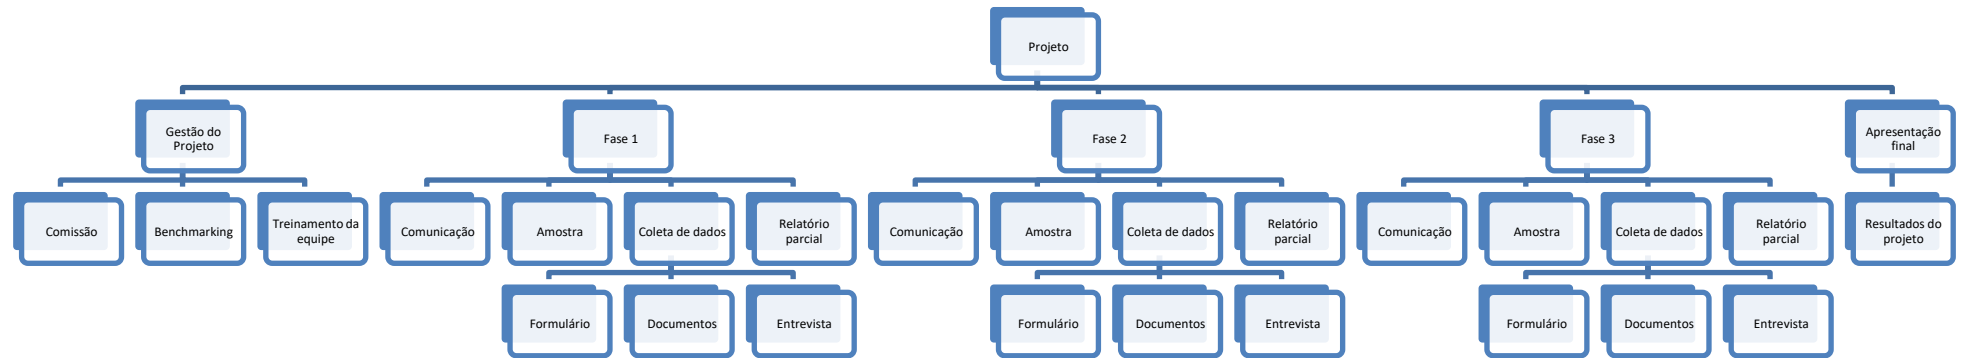 Projeto
Gestão do
Projeto
Fase 1
Fase 2
Fase 3
Apresentação
final
Comissão
Benchmarking
Treinamento da
equipe
Comunicação
Amostra
Coleta de dados
Relatório
parcial
Comunicação
Amostra
Coleta de dados
Relatório
parcial
Comunicação
Amostra
Coleta de dados
Relatório
parcial
Resultados do
projeto
Formulário
Documentos
Entrevista
Formulário
Documentos
Entrevista
Formulário
Documentos
Entrevista